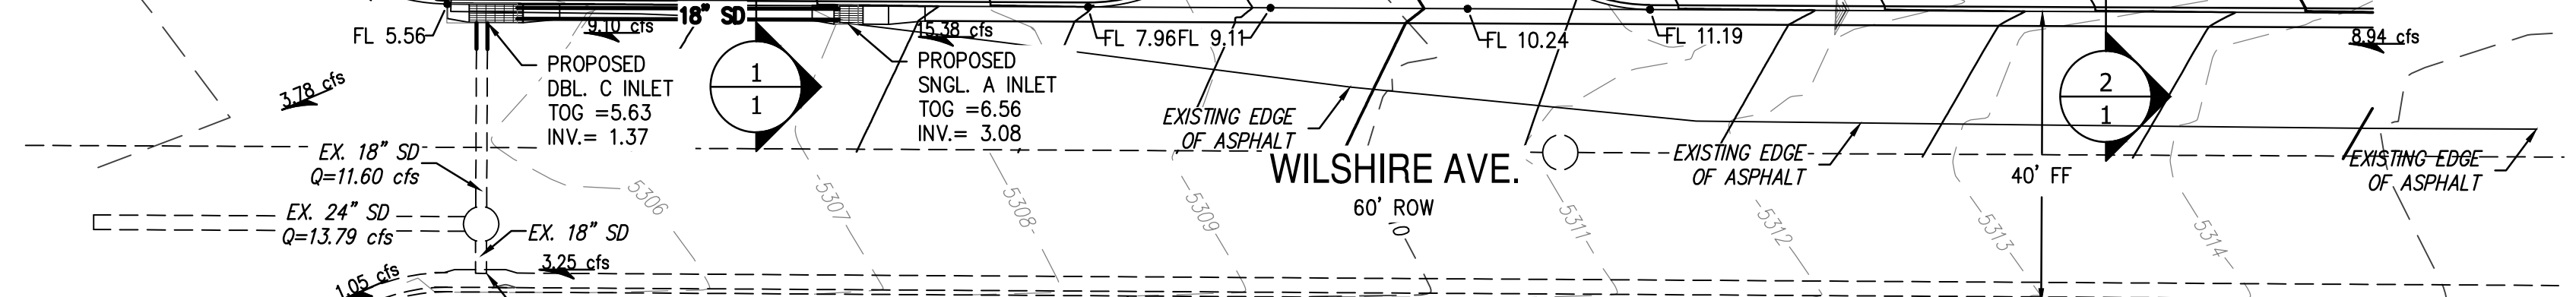 18" SD
FL 5.56
9.10 cfs
15.38 cfs
FL 7.96
FL 9.11
FL 10.24
FL 11.19
8.94 cfs
PROPOSED
DBL. C INLET
TOG =5.63
INV.= 1.37
1
1
PROPOSED
SNGL. A INLET
TOG =6.56
INV.= 3.08
2
1
3.78 cfs
EXISTING EDGE
OF ASPHALT
EX. 18" SD
Q=11.60 cfs
WILSHIRE AVE.
60' ROW
EXISTING EDGE
OF ASPHALT
40' FF
EXISTING EDGE
OF ASPHALT
EX. 24" SD
Q=13.79 cfs
EX. 18" SD
3.25 cfs
1.05 cfs
5306
5307
5308
5309
5311
5312
5313
5314